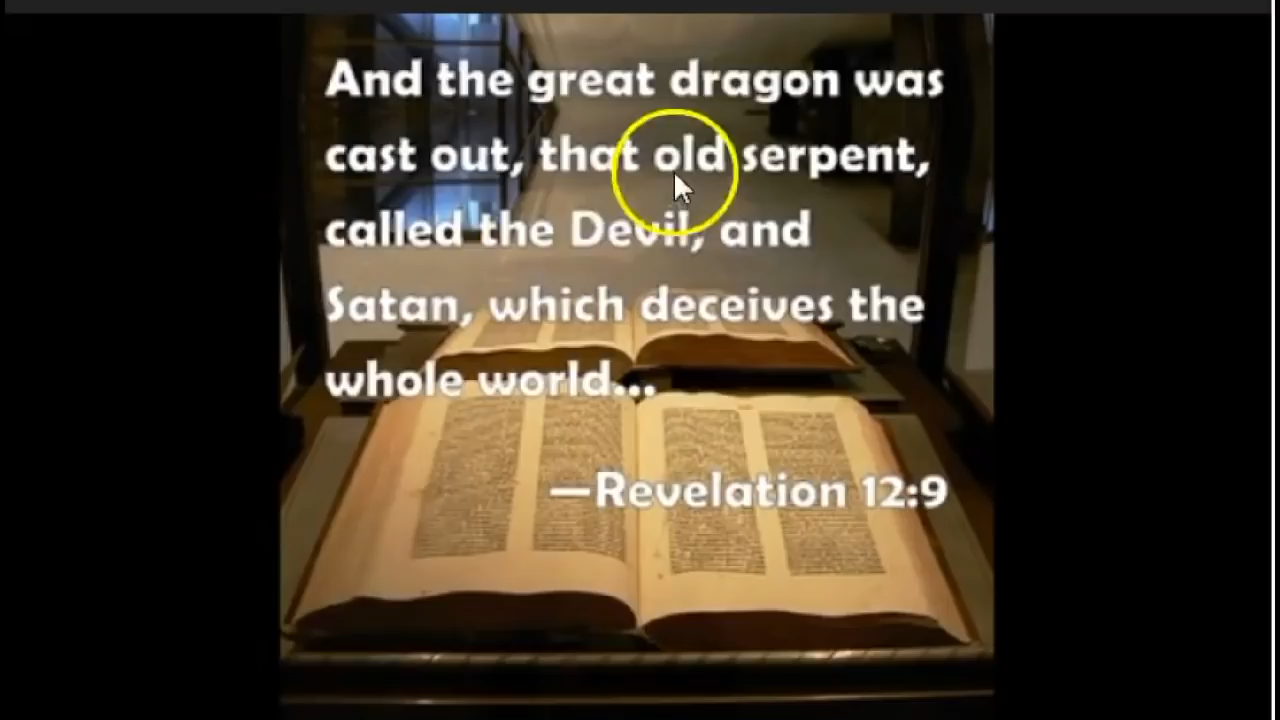 And the great dragon was
cast out, that old serpent,
called the Devil, and
Satan, which deceives the
whole world...
—Revelation 12:9